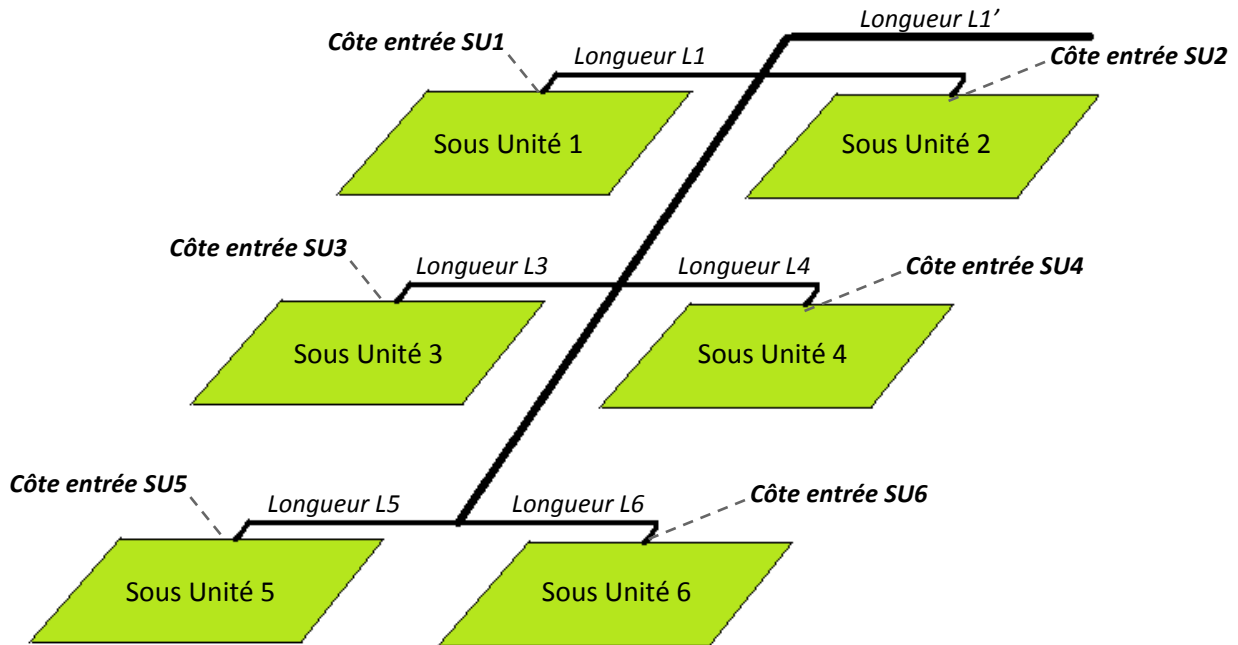 Longueur L1’
Côte entrée SU1
Longueur L1
Côte entrée SU2
Sous Unité 1
Sous Unité 2
Côte entrée SU3
Longueur L3
Longueur L4
Côte entrée SU4
Sous Unité 3
Sous Unité 4
Côte entrée SU5
Longueur L5
Longueur L6
Côte entrée SU6
Sous Unité 5
Sous Unité 6